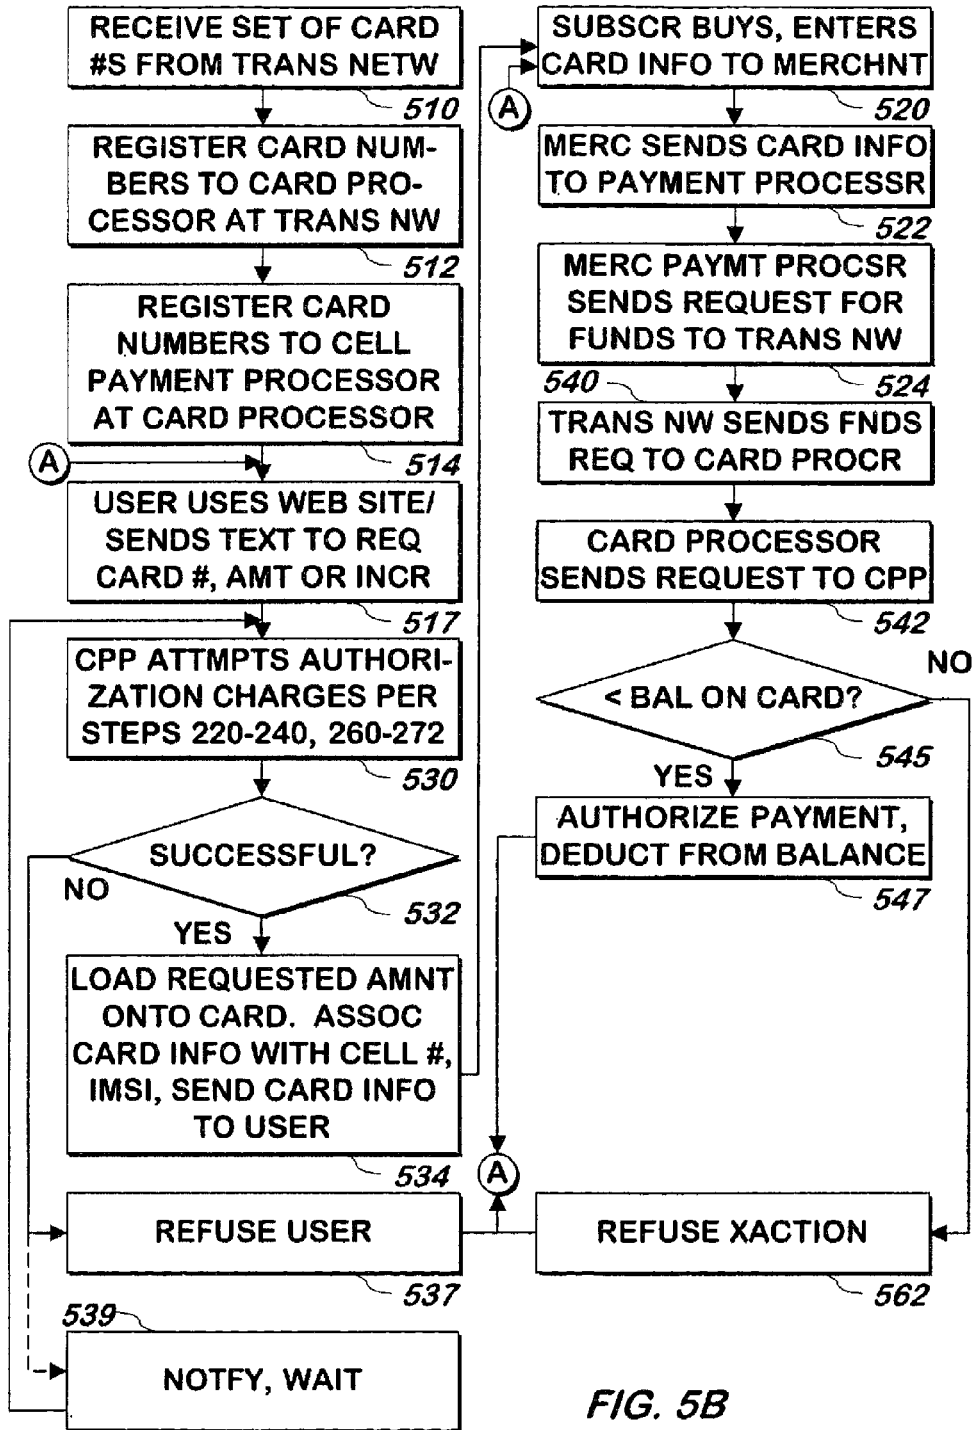 RECEIVE SET OF CARD
#S FROM TRANS NETW
510
REGISTER CARD NUM-
BERS TO CARD PRO-
CESSOR AT TRANS NW
512
REGISTER CARD
NUMBERS TO CELL
PAYMENT PROCESSOR
AT CARD PROCESSOR
514
A
USER USES WEB SITE/
SENDS TEXT TO REQ
CARD #, AMT OR INCR
517
CPP ATTMPTS AUTHORI-
ZATION CHARGES PER
STEPS 220-240, 260-272
530
SUCCESSFUL?
532
NO
YES
LOAD REQUESTED AMNT
ONTO CARD. ASSOC
CARD INFO WITH CELL #,
IMSI, SEND CARD INFO
TO USER
534
REFUSE USER
537
539
NOTFY, WAIT
SUBSCR BUYS, ENTERS
CARD INFO TO MERCHNT
520
A
MERC SENDS CARD INFO
TO PAYMENT PROCESSR
522
MERC PAYMT PROCSR
SENDS REQUEST FOR
FUNDS TO TRANS NW
524
540
TRANS NW SENDS FNDS
REQ TO CARD PROCR
CARD PROCESSOR
SENDS REQUEST TO CPP
542
< BAL ON CARD?
545
NO
YES
AUTHORIZE PAYMENT,
DEDUCT FROM BALANCE
547
A
REFUSE XACTION
562
FIG. 5B